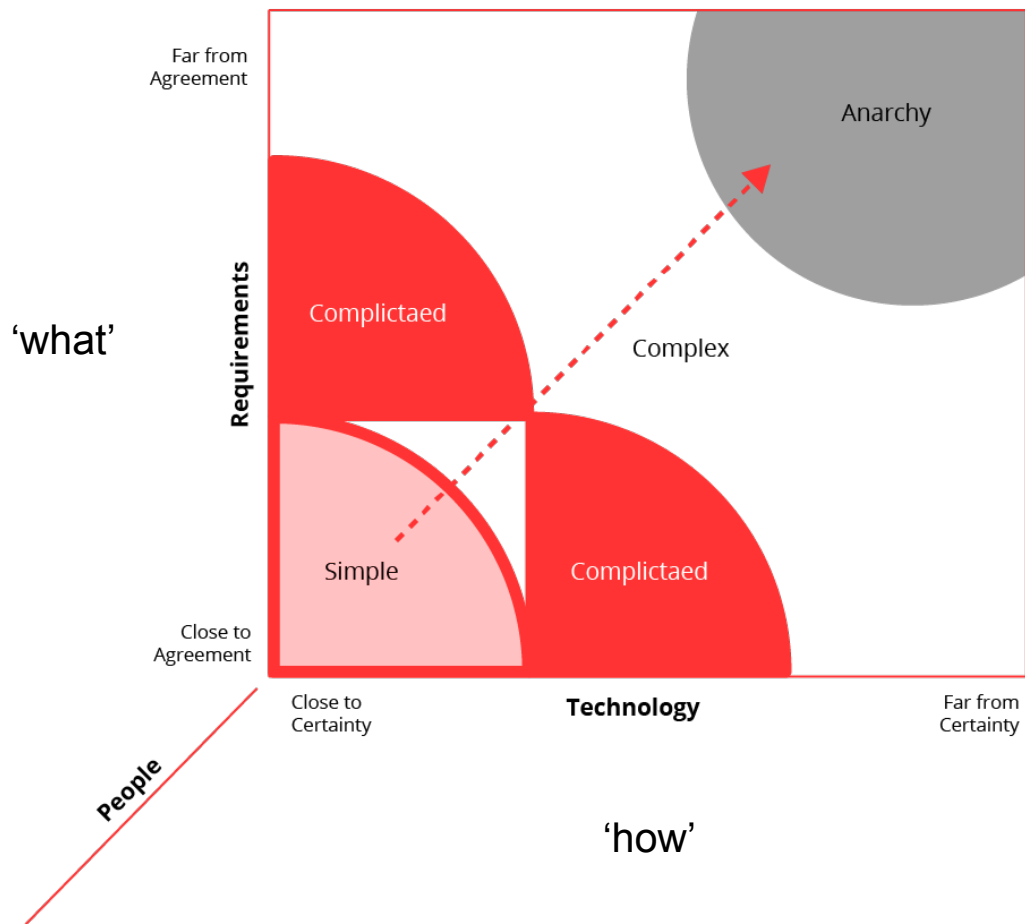 Far from
Agreement
Anarchy
Requirements
Complictaed
‘what’
Complex
Simple
Complictaed
Close to
Agreement
Close to
Certainty
Technology
Far from
Certainty
People
‘how’